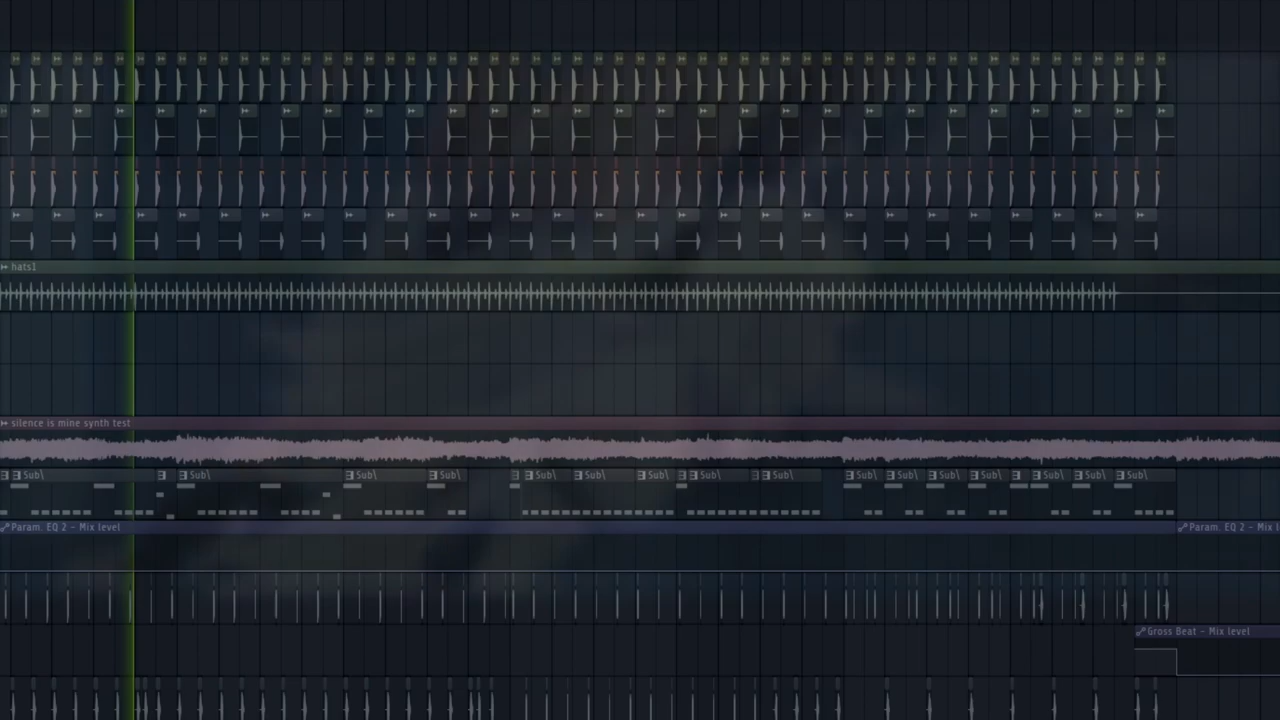 hats1
silence is mine synth test
Sub\ Sub\ Sub\ Sub\ Sub\ Sub\ Sub\ Sub\ Sub\ Sub\ Sub\ Sub\ Sub\ Sub\ Sub\ Sub\
Param. EQ 2 - Mix level Param. EQ 2 - Mix l
Gross Beat - Mix level